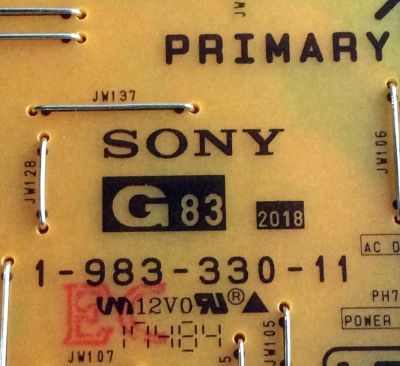 PRIMARY
JW137
SONY
JW106
JW128
G 83 2018
AC D
1-983-330-11
PH7
12V0 ®
POWER
JW105
JW107